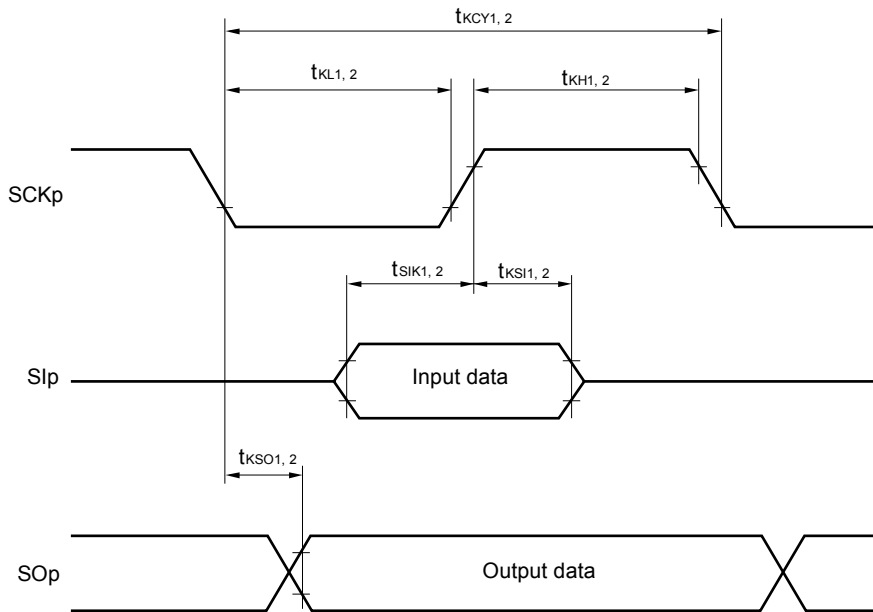 tKCY1, 2
tKL1, 2
tKH1, 2
SCKp
tSIK1, 2
tKSI1, 2
SIp
Input data
tKSO1, 2
SOp
Output data